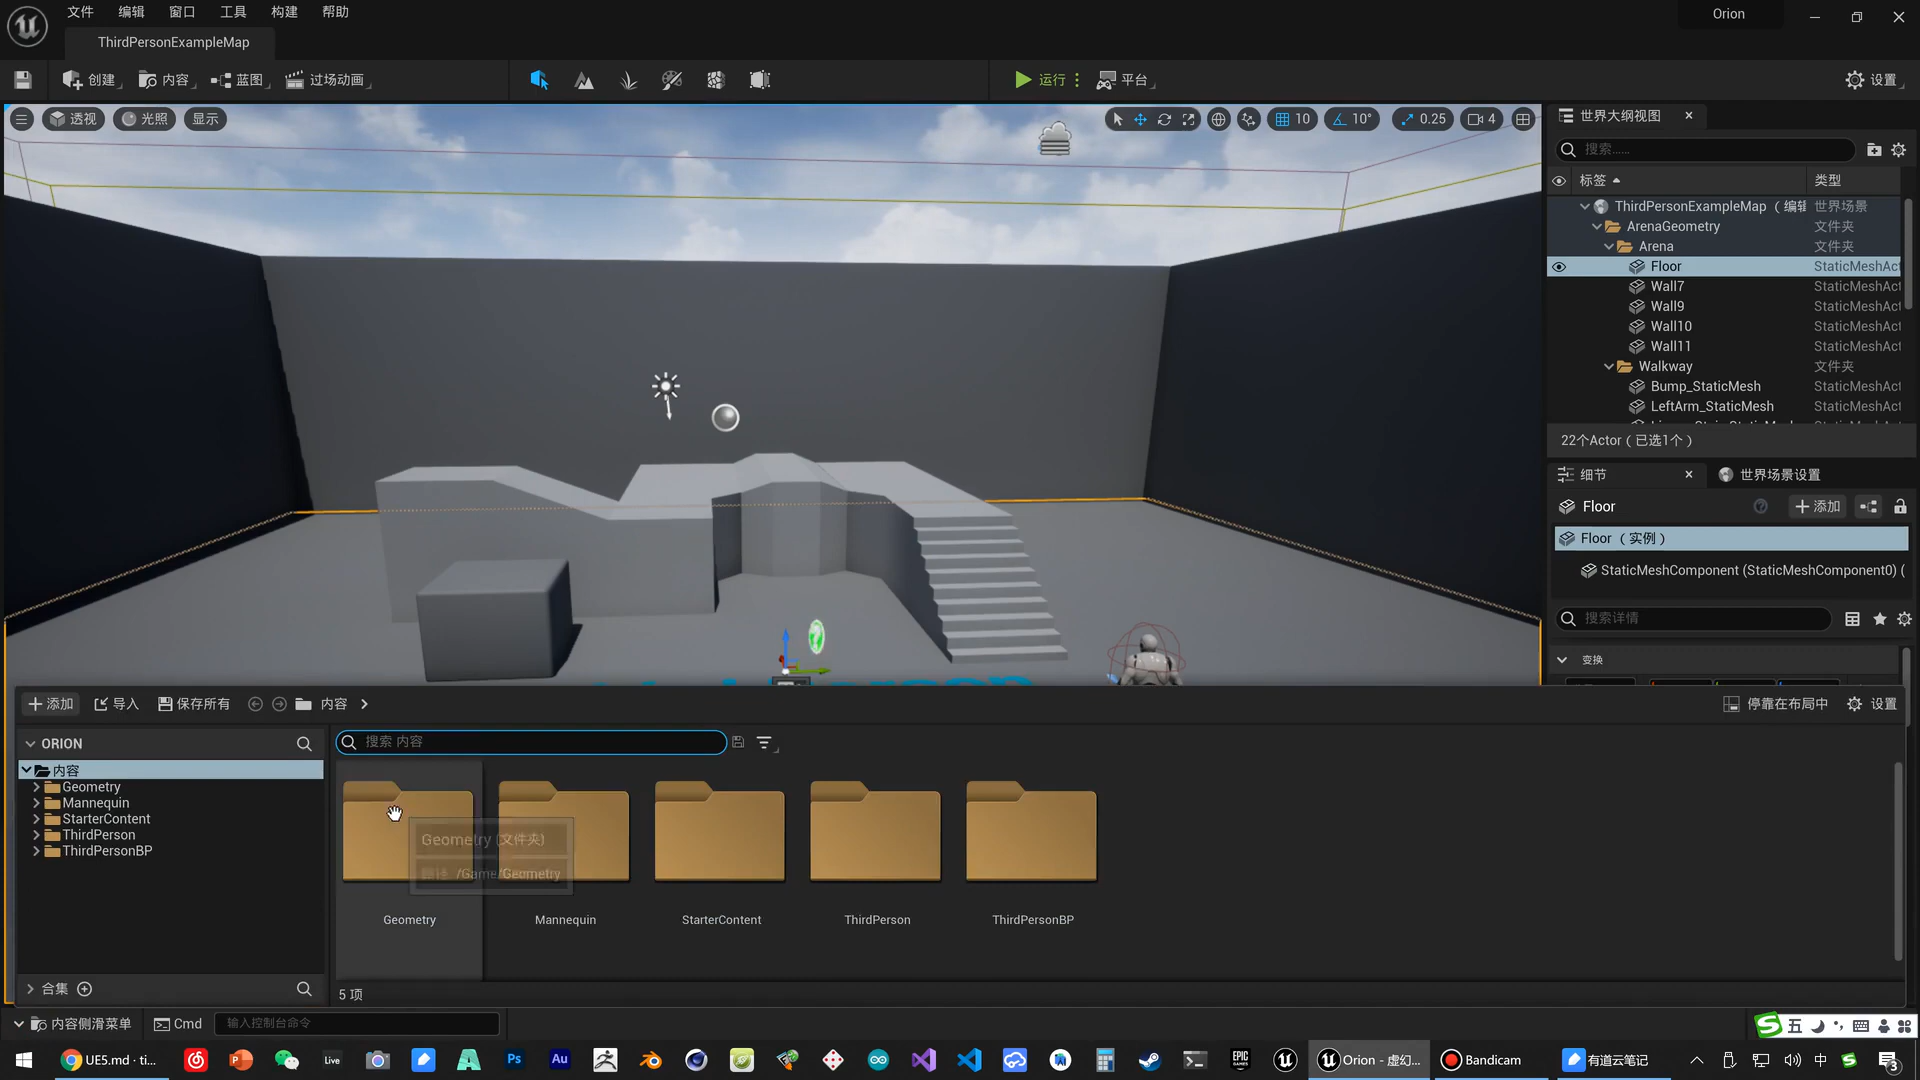 文件 编辑 窗口 工具 构建 帮助
Orion
ThirdPersonExampleMap
创建 内容 蓝图 过场动画 运行 平台 设置
透视 光照 显示
10 10° 0.25 4
世界大纲视图
搜索......
标签 类型
ThirdPersonExampleMap（编辑 世界场景
ArenaGeometry 文件夹
Arena 文件夹
Floor StaticMeshAct
Wall7 StaticMeshAct
Wall9 StaticMeshAct
Wall10 StaticMeshAct
Wall11 StaticMeshAct
Walkway 文件夹
Bump_StaticMesh StaticMeshAct
LeftArm_StaticMesh StaticMeshAct
22个Actor（已选1个）
细节 世界场景设置
Floor 添加
Floor（实例）
StaticMeshComponent (StaticMeshComponent0) (
搜索详情
变换
添加 导入 保存所有 内容 停靠在布局中 设置
ORION
搜索 内容
内容
Geometry
Mannequin
StarterContent
ThirdPerson
ThirdPersonBP
Geometry (文件夹)
/Game/Geometry
Geometry Mannequin StarterContent ThirdPerson ThirdPersonBP
合集
5 项
内容侧滑菜单 Cmd 输入控制台命令
五
UE5.md · ti... Live Ps Au EPIC GAMES Orion - 虚幻... Bandicam 有道云笔记 中 3